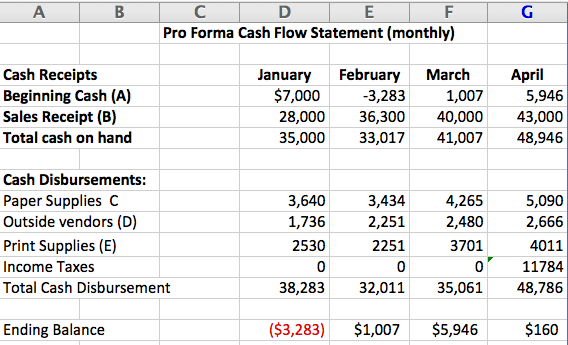 A B C D E F G
Pro Forma Cash Flow Statement (monthly)
Cash Receipts January February March April
Beginning Cash (A) $7,000 -3,283 1,007 5,946
Sales Receipt (B) 28,000 36,300 40,000 43,000
Total cash on hand 35,000 33,017 41,007 48,946
Cash Disbursements:
Paper Supplies C 3,640 3,434 4,265 5,090
Outside vendors (D) 1,736 2,251 2,480 2,666
Print Supplies (E) 2530 2251 3701 4011
Income Taxes 0 0 0 11784
Total Cash Disbursement 38,283 32,011 35,061 48,786
Ending Balance ($3,283) $1,007 $5,946 $160